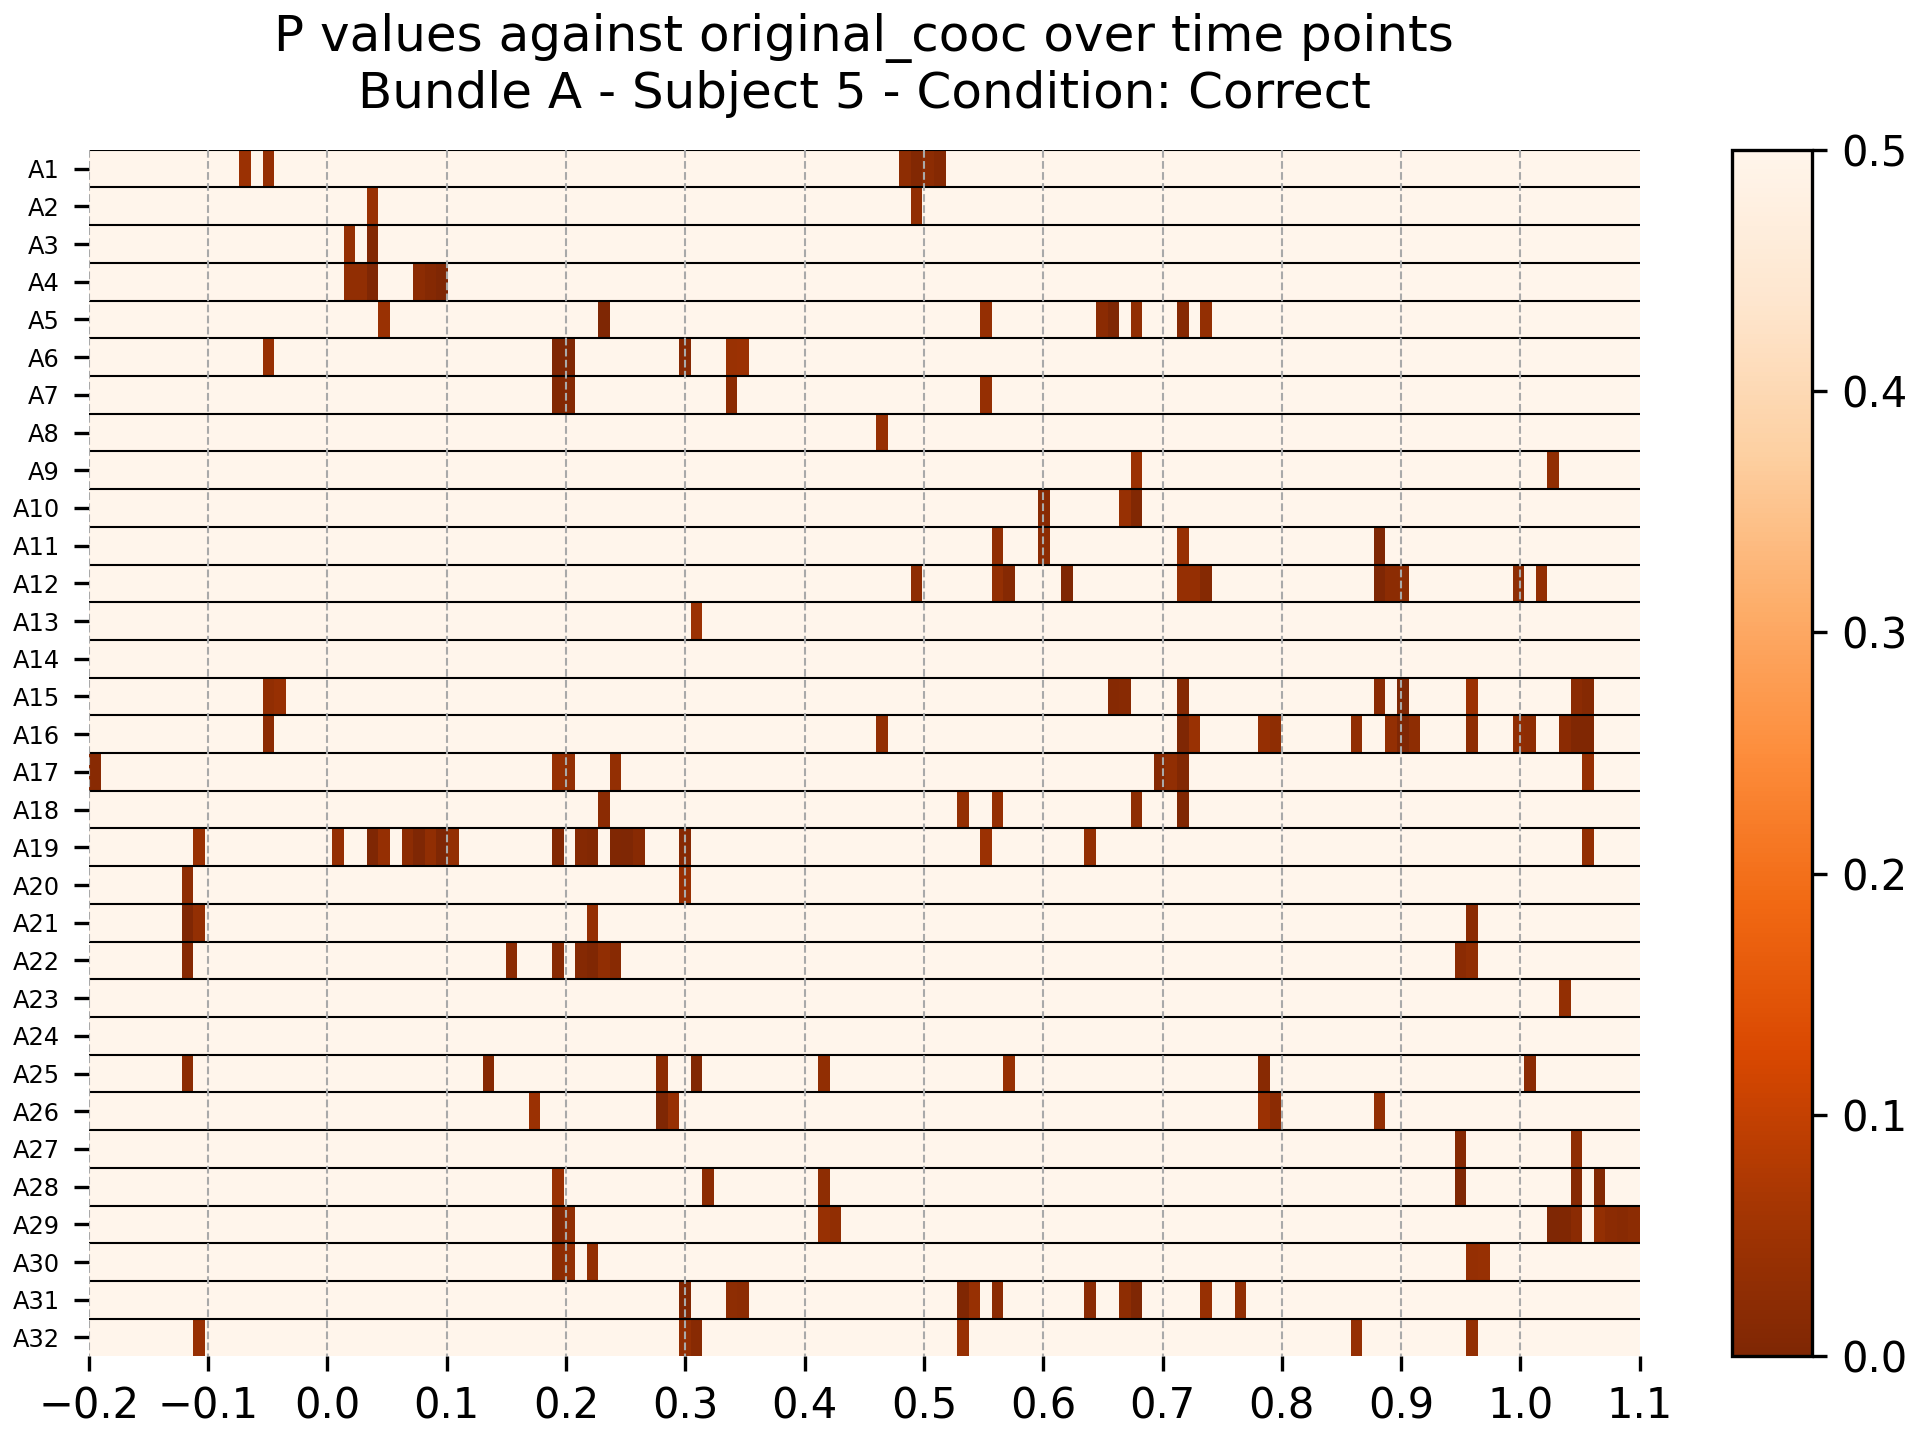 P values against original_cooc over time points
Bundle A - Subject 5 - Condition: Correct
A1
A2
A3
A4
A5
A6
A7
A8
A9
A10
A11
A12
A13
A14
A15
A16
A17
A18
A19
A20
A21
A22
A23
A24
A25
A26
A27
A28
A29
A30
A31
A32
−0.2 −0.1 0.0 0.1 0.2 0.3 0.4 0.5 0.6 0.7 0.8 0.9 1.0 1.1
0.5
0.4
0.3
0.2
0.1
0.0